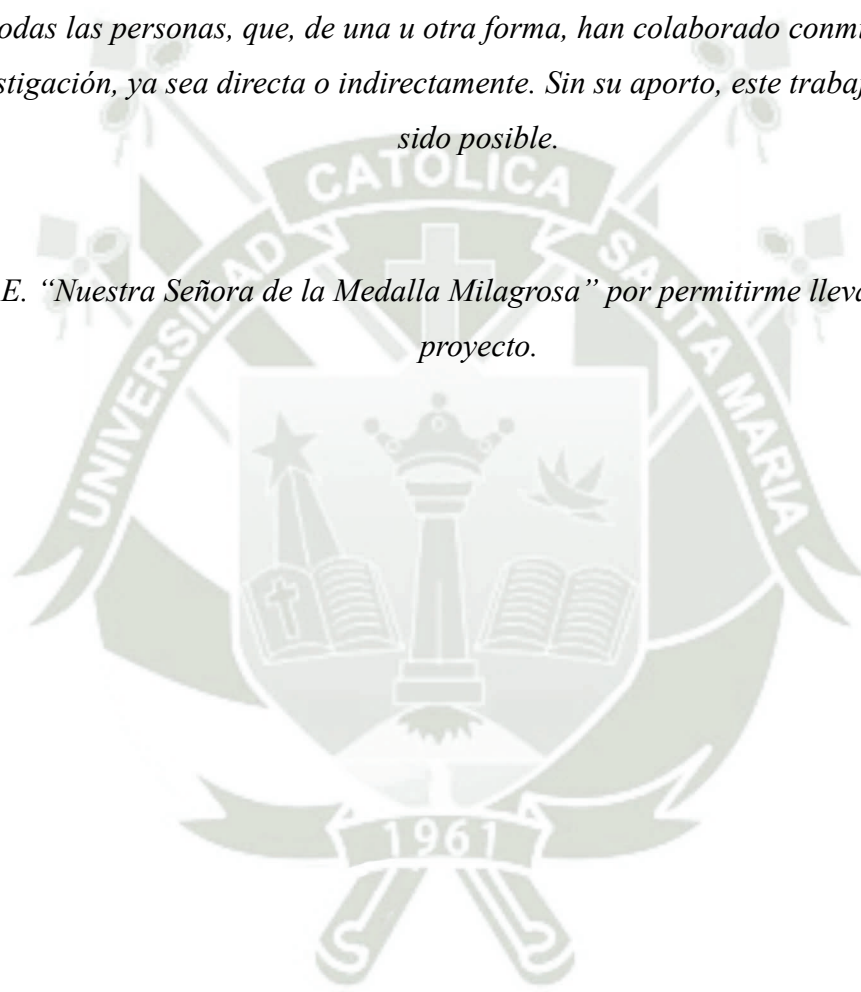 odas las personas, que, de una u otra forma, han colaborado conm
stigación, ya sea directa o indirectamente. Sin su aporto, este trabaj
sido posible.
CATOLICA
UNIVERSIDAD
SANTA MARIA
E. “Nuestra Señora de la Medalla Milagrosa” por permitirme lleva
proyecto.
1961